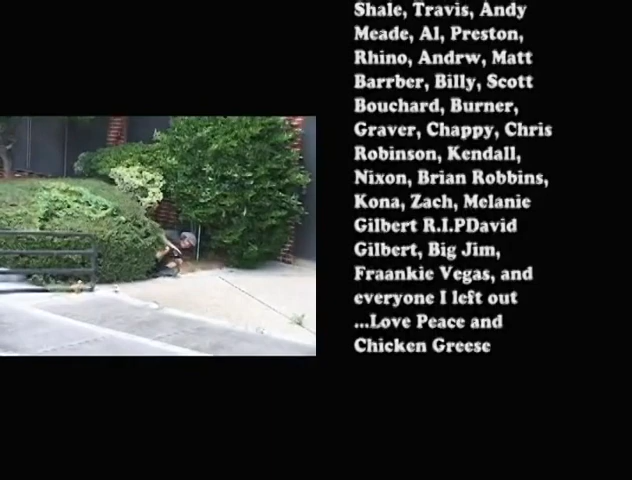 Shale, Travis, Andy
Meade, Al, Preston,
Rhino, Andrw, Matt
Barrber, Billy, Scott
Bouchard, Burner,
Graver, Chappy, Chris
Robinson, Kendall,
Nixon, Brian Robbins,
Kona, Zach, Melanie
Gilbert R.I.PDavid
Gilbert, Big Jim,
Fraankie Vegas, and
everyone I left out
...Love Peace and
Chicken Greese